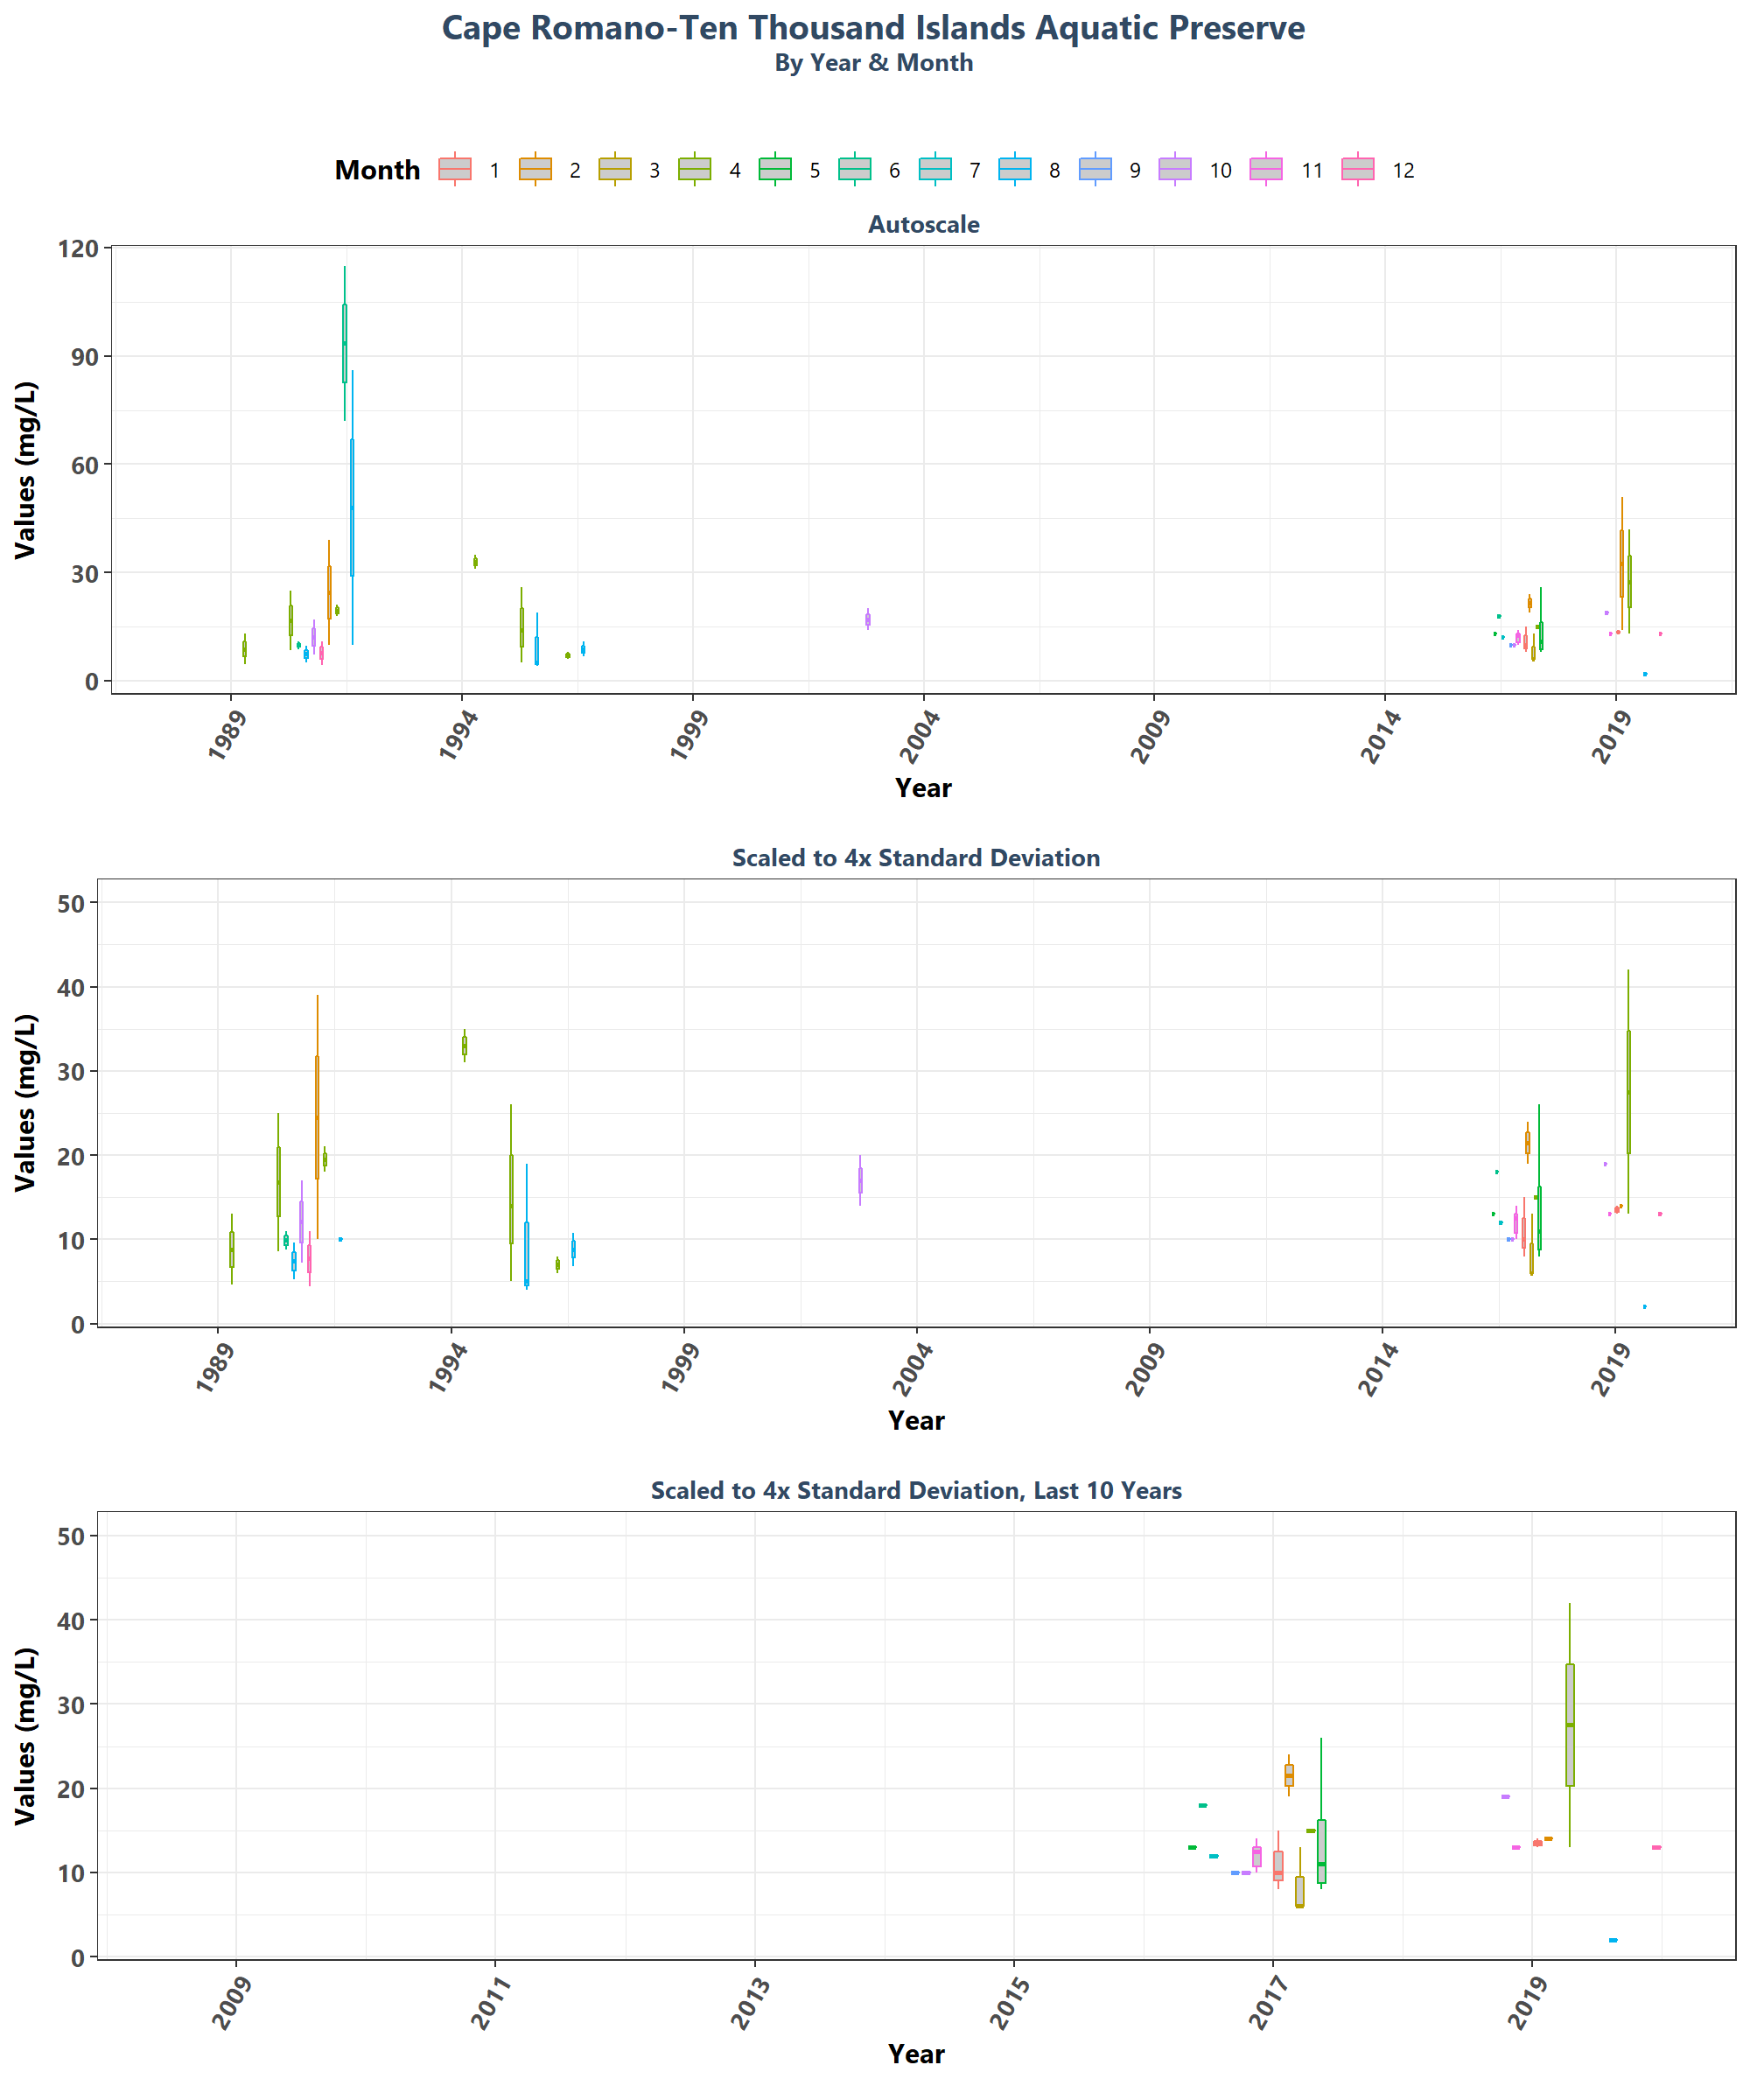 Cape Romano-Ten Thousand Islands Aquatic Preserve
By Year & Month
Month 1 2 3 4 5 6 7 8 9 10 11 12
Autoscale
Values (mg/L)
120
90
60
30
0
1989 1994 1999 2004 2009 2014 2019
Year
Scaled to 4x Standard Deviation
Values (mg/L)
50
40
30
20
10
0
1989 1994 1999 2004 2009 2014 2019
Year
Scaled to 4x Standard Deviation, Last 10 Years
Values (mg/L)
50
40
30
20
10
0
2009 2011 2013 2015 2017 2019
Year